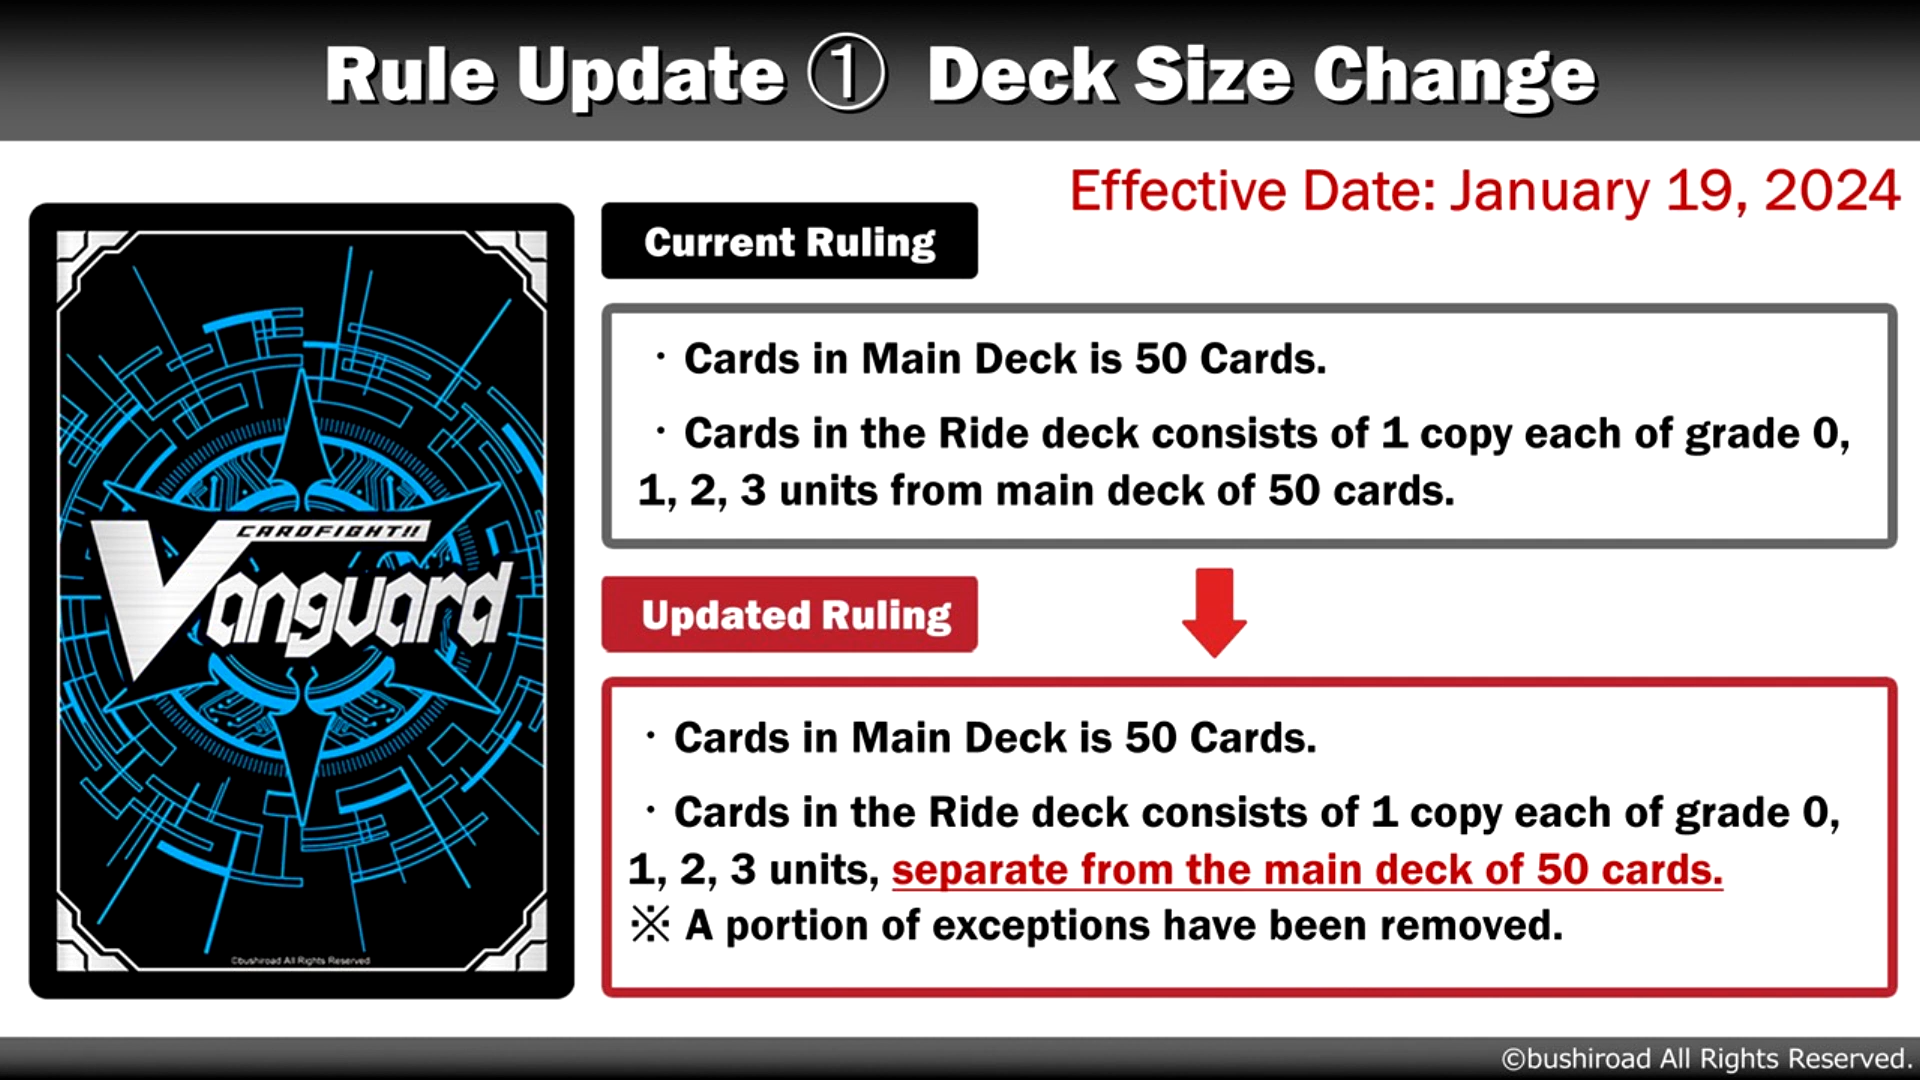 Rule Update ① Deck Size Change
Effective Date: January 19, 2024
CARDFIGHT!!
Vanguard
©bushiroad All Rights Reserved
Current Ruling
・Cards in Main Deck is 50 Cards.
・Cards in the Ride deck consists of 1 copy each of grade 0,
1, 2, 3 units from main deck of 50 cards.
Updated Ruling
・Cards in Main Deck is 50 Cards.
・Cards in the Ride deck consists of 1 copy each of grade 0,
1, 2, 3 units, separate from the main deck of 50 cards.
※ A portion of exceptions have been removed.
©bushiroad All Rights Reserved.